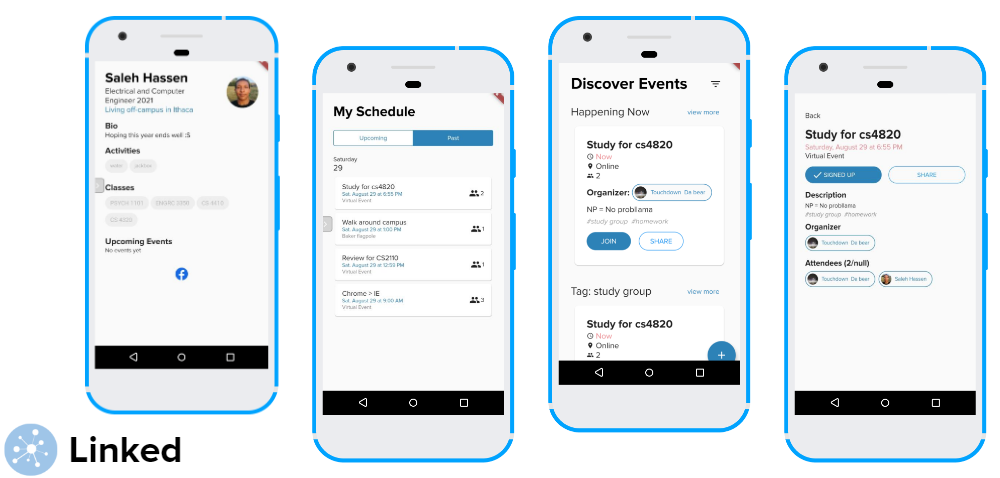 Saleh Hassen
Electrical and Computer
Engineer 2021
Living off-campus in Ithaca
Bio
Hoping this year ends well :S
Activities
Classes
PSYCH 1101
CS 4410
CS 4820
Upcoming Events
No events yet
My Schedule
Upcoming
Past
Saturday
29
Study for cs4820
Sat, August 29 at 6:55 PM
Virtual Event
2
Walk around campus
Sat, August 29 at 1:00 PM
Baker flagpole
1
Review for CS2110
Sat, August 29 at 12:59 PM
Virtual Event
1
Chrome > IE
Sat, August 29 at 9:00 AM
Virtual Event
3
Discover Events
Happening Now
view more
Study for cs4820
Now
Online
2
Organizer: Touchdown Da bear
NP = No probllama
#study group #homework
JOIN
SHARE
Tag: study group
view more
Study for cs4820
Now
Online
2
+
Back
Study for cs4820
Saturday, August 29 at 6:55 PM
Virtual Event
SIGNED UP
SHARE
Description
NP = No probllama
#study group #homework
Organizer
Touchdown Da bear
Attendees (2/null)
Touchdown Da bear
Saleh Hassen
Linked